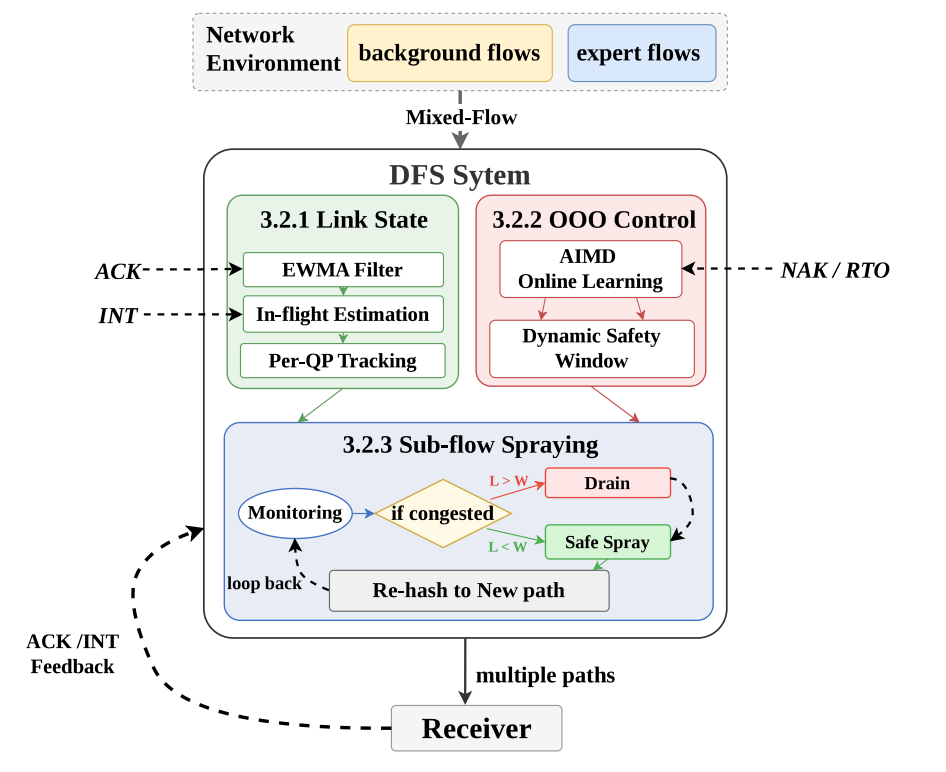 Network
Environment
background flows
expert flows
Mixed-Flow
DFS Sytem
3.2.1 Link State
3.2.2 OOO Control
ACK
EWMA Filter
AIMD
Online Learning
NAK / RTO
INT
In-flight Estimation
Dynamic Safety
Window
Per-QP Tracking
3.2.3 Sub-flow Spraying
Monitoring
if congested
L > W
Drain
L < W
Safe Spray
loop back
Re-hash to New path
ACK /INT
Feedback
multiple paths
Receiver